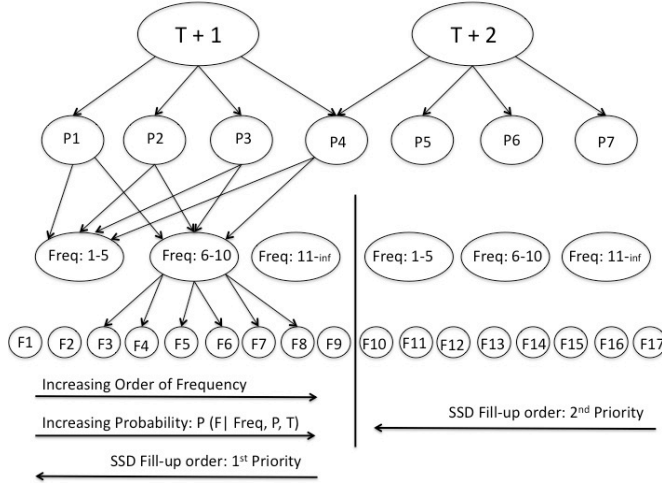 T + 1
T + 2
P1
P2
P3
P4
P5
P6
P7
Freq: 1-5
Freq: 6-10
Freq: 11-inf
Freq: 1-5
Freq: 6-10
Freq: 11-inf
F1
F2
F3
F4
F5
F6
F7
F8
F9
F10
F11
F12
F13
F14
F15
F16
F17
Increasing Order of Frequency
Increasing Probability: P (F| Freq, P, T)
SSD Fill-up order: 2nd Priority
SSD Fill-up order: 1st Priority